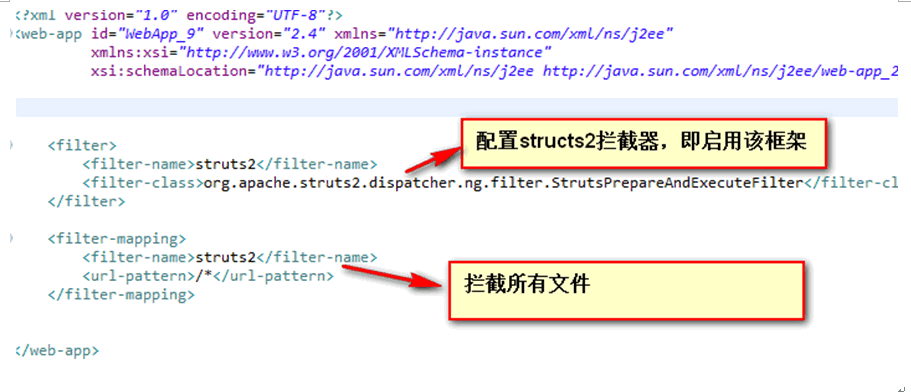 <?xml version="1.0" encoding="UTF-8"?>
<web-app id="WebApp_9" version="2.4" xmlns="http://java.sun.com/xml/ns/j2ee"
xmlns:xsi="http://www.w3.org/2001/XMLSchema-instance"
xsi:schemaLocation="http://java.sun.com/xml/ns/j2ee http://java.sun.com/xml/ns/j2ee/web-app_2
<filter>
配置structs2拦截器，即启用该框架
<filter-name>struts2</filter-name>
<filter-class>org.apache.struts2.dispatcher.ng.filter.StrutsPrepareAndExecuteFilter</filter-cl
</filter>
<filter-mapping>
<filter-name>struts2</filter-name>
<url-pattern>/*</url-pattern>
拦截所有文件
</filter-mapping>
</web-app>